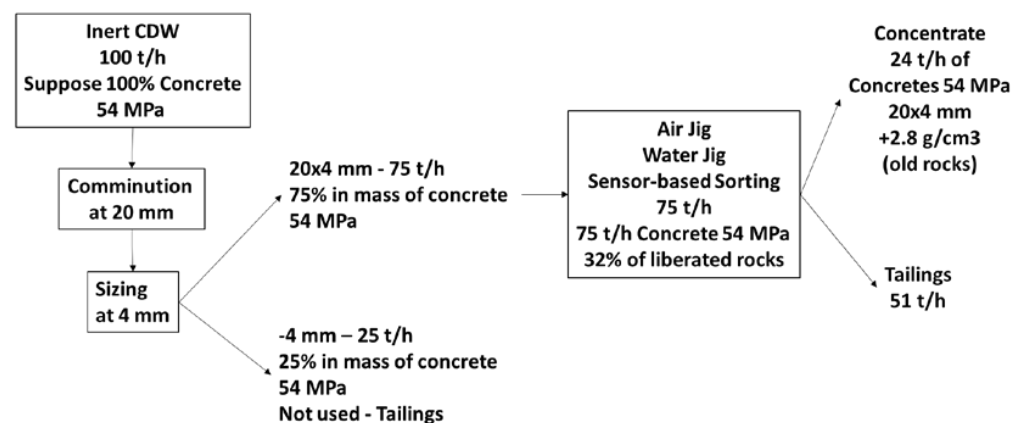 Inert CDW
100 t/h
Suppose 100% Concrete
54 MPa
Comminution
at 20 mm
Sizing
at 4 mm
20x4 mm - 75 t/h
75% in mass of concrete
54 MPa
-4 mm – 25 t/h
25% in mass of concrete
54 MPa
Not used - Tailings
Air Jig
Water Jig
Sensor-based Sorting
75 t/h
75 t/h Concrete 54 MPa
32% of liberated rocks
Concentrate
24 t/h of
Concretes 54 MPa
20x4 mm
+2.8 g/cm3
(old rocks)
Tailings
51 t/h